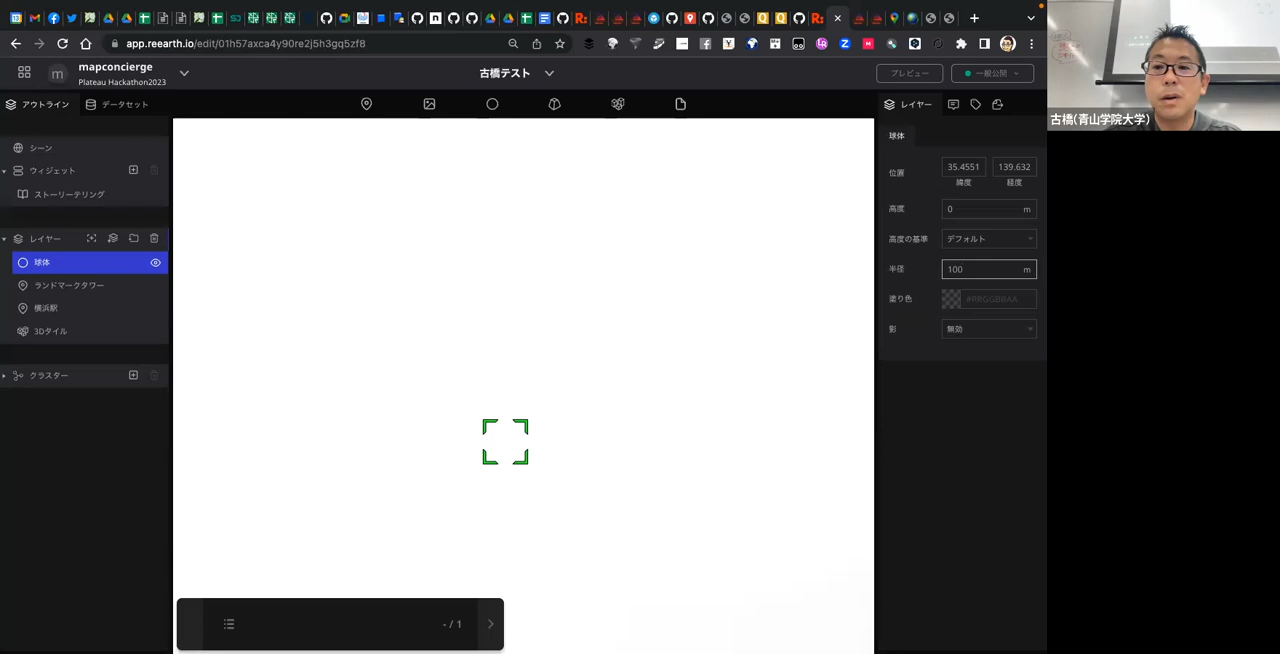 app.reearth.io/edit/01h57axca4y90re2j5h3gq5zf8
m
mapconcierge
Plateau Hackathon2023
古橋テスト
プレビュー
一般公開
アウトライン
データセット
レイヤー
シーン
ウィジェット
ストーリーテリング
レイヤー
球体
ランドマークタワー
横浜駅
3Dタイル
クラスター
球体
位置
35.4551
139.632
緯度
経度
高度
0
m
高度の基準
デフォルト
半径
100
m
塗り色
#RRGGBBAA
影
無効
- / 1
古橋(青山学院大学)